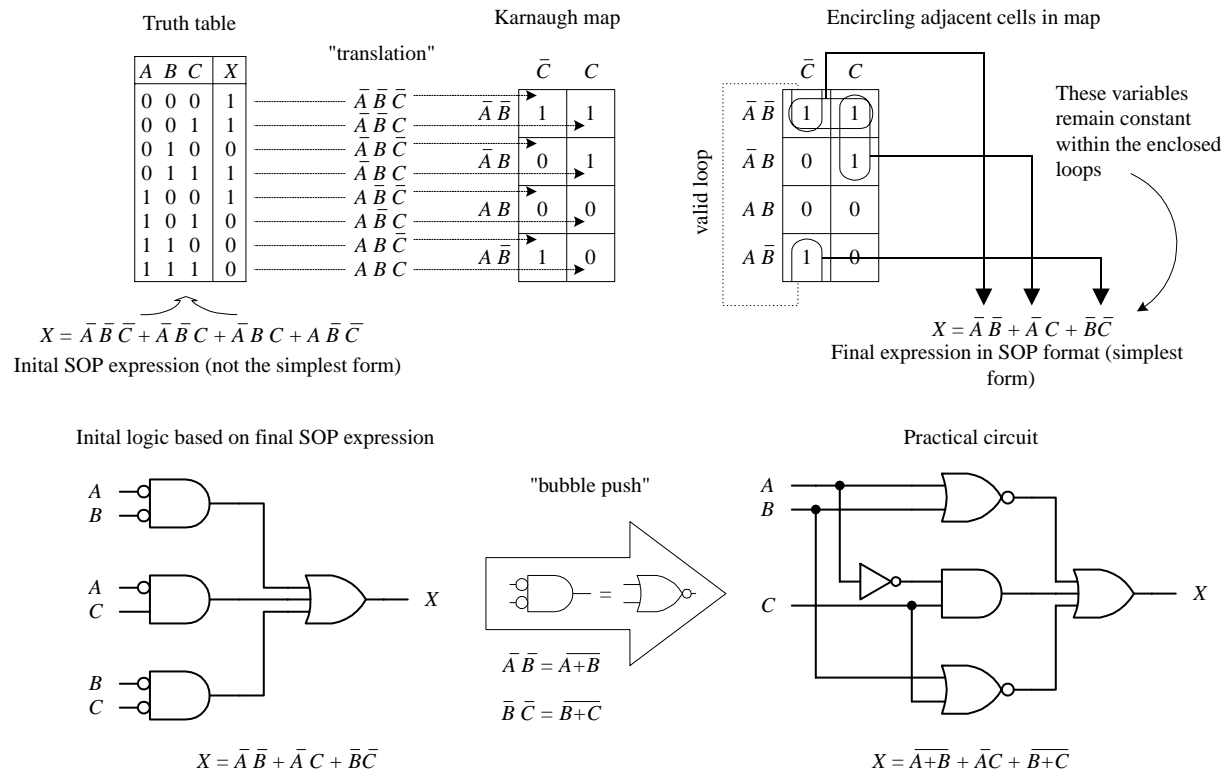 Truth table
Karnaugh map
Encircling adjacent cells in map
"translation"
A B C X
0 0 0 1
0 0 1 1
0 1 0 0
0 1 1 1
1 0 0 1
1 0 1 0
1 1 0 0
1 1 1 0
A̅ B̅ C̅
A̅ B̅ C
A̅ B C̅
A̅ B C
A B̅ C̅
A B̅ C
A B C̅
A B C
C̅ C
A̅ B̅ 1 1
A̅ B 0 1
A B 0 0
A B̅ 1 0
valid loop
C̅ C
A̅ B̅ 1 1
A̅ B 0 1
A B 0 0
A B̅ 1 0
These variables
remain constant
within the enclosed
loops
X = A̅ B̅ C̅ + A̅ B̅ C + A̅ B C + A B̅ C̅
Inital SOP expression (not the simplest form)
X = A̅ B̅ + A̅ C + B̅C̅
Final expression in SOP format (simplest
form)
Inital logic based on final SOP expression
A
B
A
C
B
C
X
X = A̅ B̅ + A̅ C + B̅C̅
"bubble push"
=
A̅ B̅ = A̅+̅B̅
B̅ C̅ = B̅+̅C̅
Practical circuit
A
B
C
X
X = A̅+̅B̅ + A̅C + B̅+̅C̅